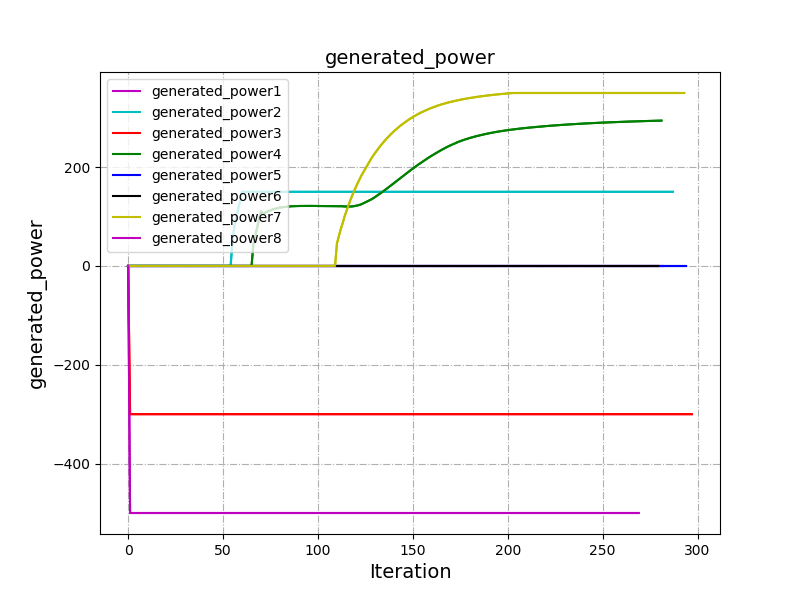 generated_power
generated_power1
generated_power2
generated_power3
generated_power4
generated_power5
generated_power6
generated_power7
generated_power8
generated_power
200
0
−200
−400
0 50 100 150 200 250 300
Iteration